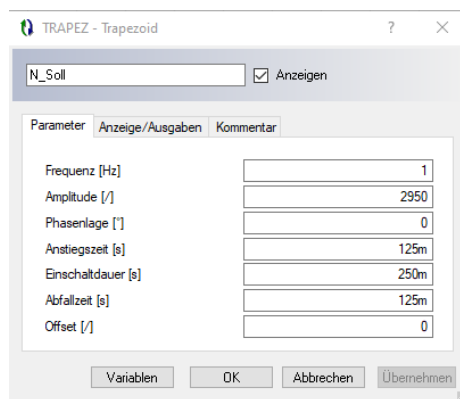 TRAPEZ - Trapezoid ? ×
N_Soll Anzeigen
Parameter Anzeige/Ausgaben Kommentar
Frequenz [Hz] 1
Amplitude [/] 2950
Phasenlage [°] 0
Anstiegszeit [s] 125m
Einschaltdauer [s] 250m
Abfallzeit [s] 125m
Offset [/] 0
Variablen OK Abbrechen Übernehmen